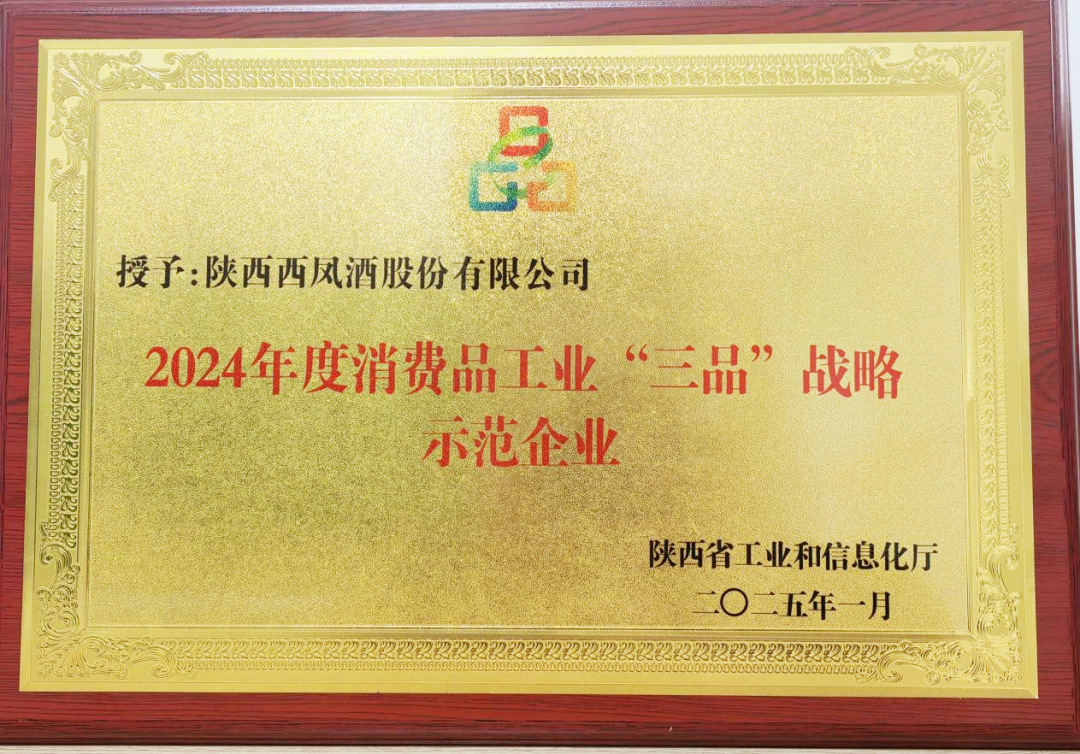 授予:陕西西凤酒股份有限公司
2024年度消费品工业“三品”战略
示范企业
陕西省工业和信息化厅
二〇二五年一月